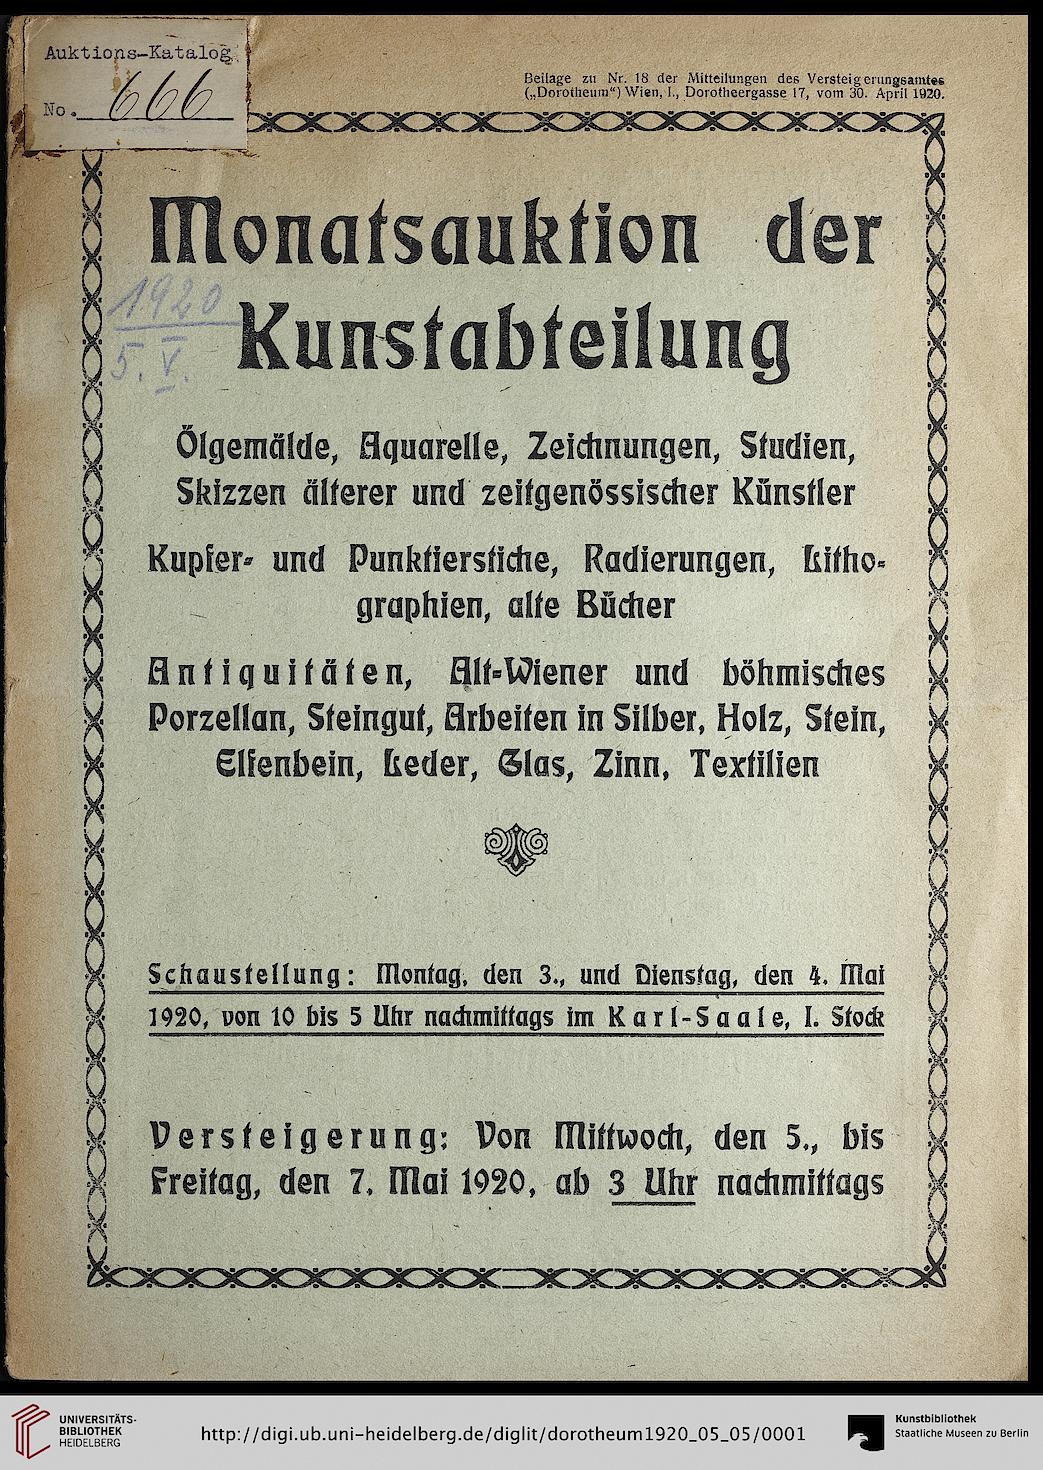 Auktions-Katalog
No. 666
Beilage zu Nr. 18 der Mitteilungen des Versteigerungsamtes
(„Dorotheum“) Wien, I., Dorotheergasse 17, vom 30. April 1920.
Monatsauktion der
1920
Kunstabteilung
5. V.
Ölgemälde, Aquarelle, Zeichnungen, Studien,
Skizzen älterer und zeitgenössischer Künstler
Kupfer- und Punktierstiche, Radierungen, Litho-
graphien, alte Bücher
Antiquitäten, Alt-Wiener und böhmisches
Porzellan, Steingut, Arbeiten in Silber, Holz, Stein,
Elfenbein, Leder, Glas, Zinn, Textilien
Schaustellung: Montag, den 3., und Dienstag, den 4. Mai
1920, von 10 bis 5 Uhr nachmittags im Karl-Saale, I. Stock
Versteigerung: Von Mittwoch, den 5., bis
Freitag, den 7. Mai 1920, ab 3 Uhr nachmittags
UNIVERSITÄTS-
BIBLIOTHEK
HEIDELBERG
http://digi.ub.uni-heidelberg.de/diglit/dorotheum1920_05_05/0001
Kunstbibliothek
Staatliche Museen zu Berlin